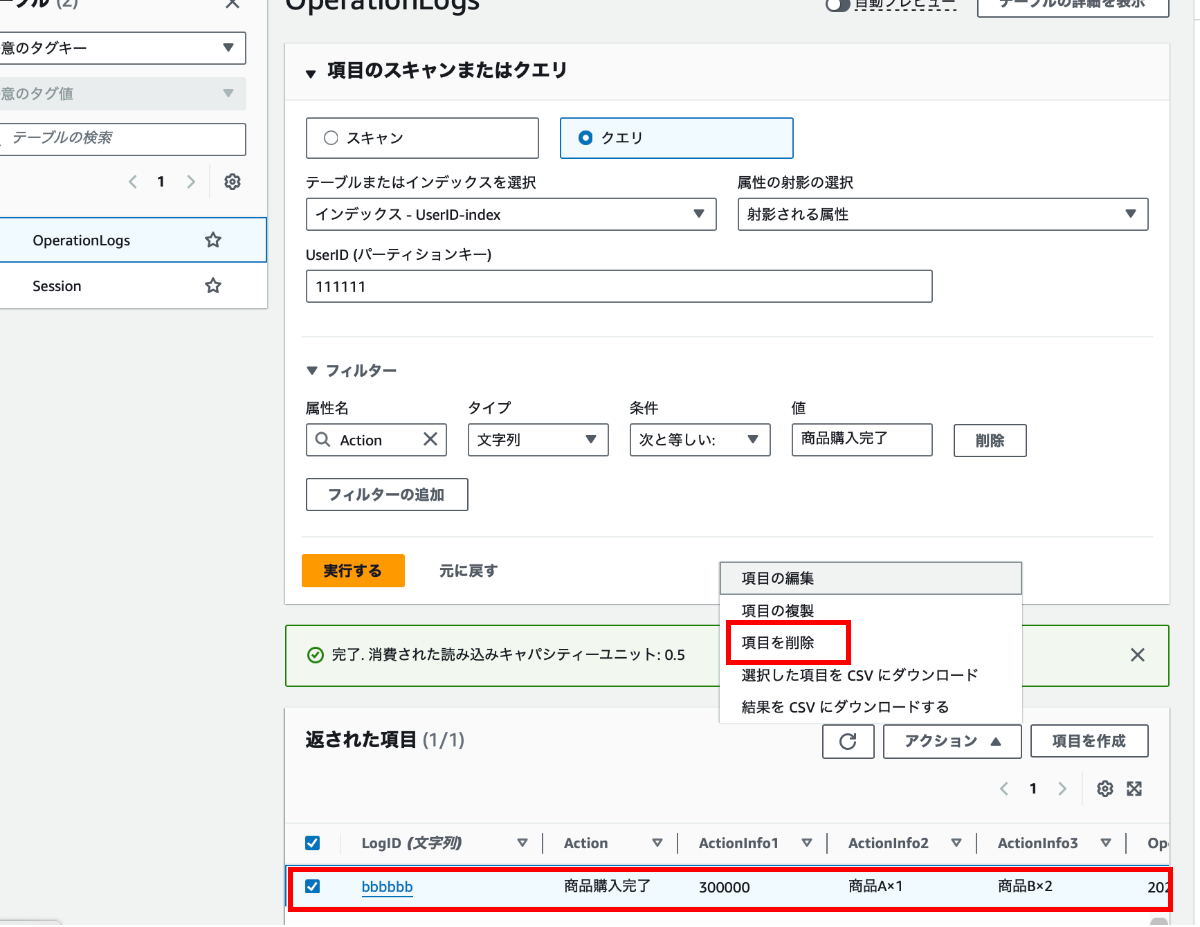 ーブル (2)
OperationLogs
自動プレビュー
テーブルの詳細を表示
意のタグキー
意のタグ値
テーブルの検索
1
OperationLogs
Session
項目のスキャンまたはクエリ
スキャン
クエリ
テーブルまたはインデックスを選択
属性の射影の選択
インデックス - UserID-index
射影される属性
UserID (パーティションキー)
111111
フィルター
属性名
タイプ
条件
値
Action
文字列
次と等しい:
商品購入完了
削除
フィルターの追加
実行する
元に戻す
項目の編集
項目の複製
項目を削除
選択した項目を CSV にダウンロード
結果を CSV にダウンロードする
完了. 消費された読み込みキャパシティーユニット: 0.5
返された項目 (1/1)
アクション
項目を作成
1
LogID (文字列)
Action
ActionInfo1
ActionInfo2
ActionInfo3
Op
bbbbbb
商品購入完了
300000
商品A×1
商品B×2
202